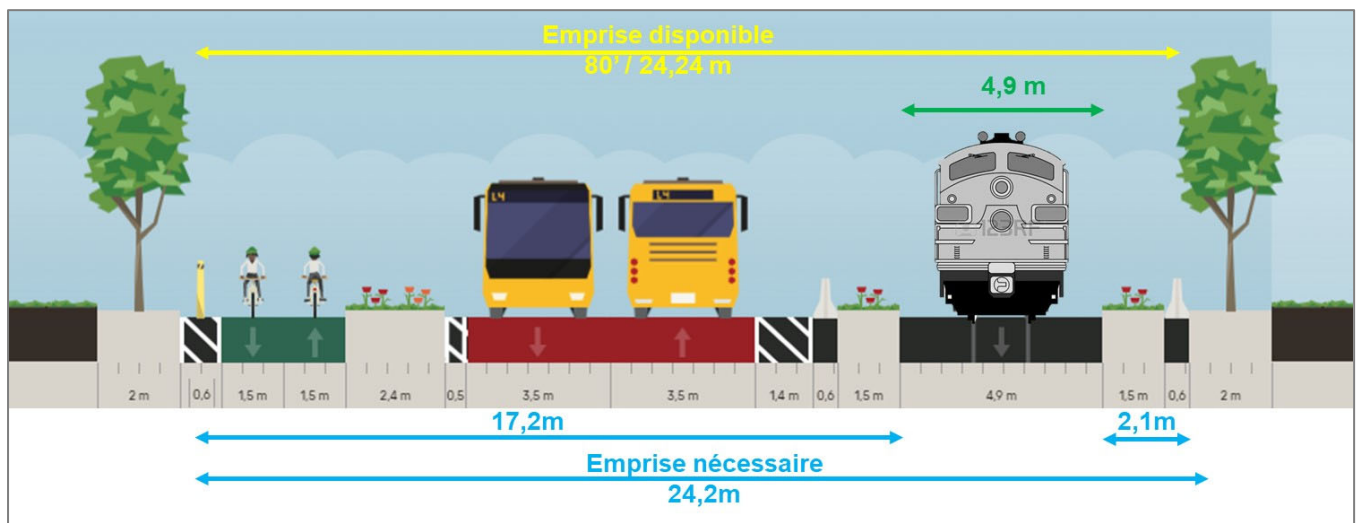 Emprise disponible
80' / 24,24 m
4,9 m
L4
L4
123RF
2 m
0,6
1,5 m
1,5 m
2,4 m
0,5
3,5 m
3,5 m
1,4 m
0,6
1,5 m
4,9 m
1,5 m
0,6
2 m
17,2m
2,1m
Emprise nécessaire
24,2m